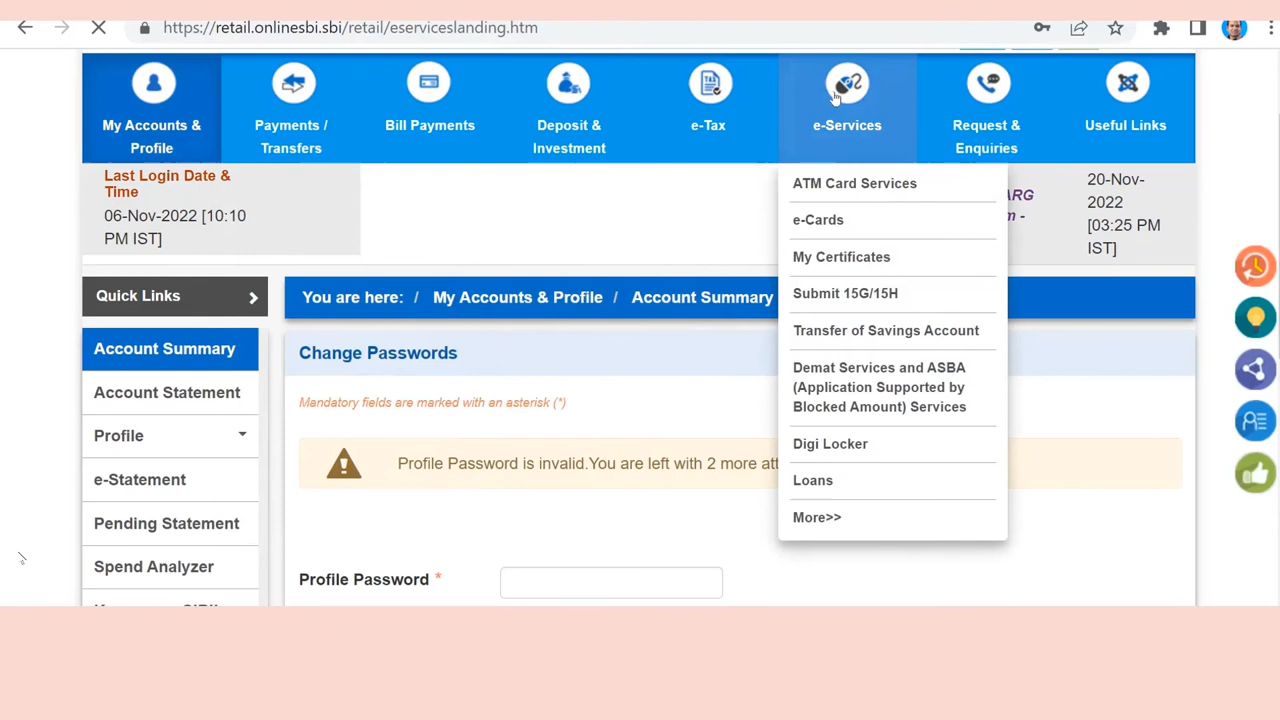 https://retail.onlinesbi.sbi/retail/eserviceslanding.htm
My Accounts &
Profile
Payments /
Transfers
Bill Payments
Deposit &
Investment
e-Tax
e-Services
Request &
Enquiries
Useful Links
Last Login Date &
Time
06-Nov-2022 [10:10
PM IST]
ARG
20-Nov-
2022
[03:25 PM
IST]
ATM Card Services
e-Cards
My Certificates
Submit 15G/15H
Transfer of Savings Account
Demat Services and ASBA
(Application Supported by
Blocked Amount) Services
Digi Locker
Loans
More>>
Quick Links
You are here: / My Accounts & Profile / Account Summary
Account Summary
Account Statement
Profile
e-Statement
Pending Statement
Spend Analyzer
Change Passwords
Mandatory fields are marked with an asterisk (*)
Profile Password is invalid.You are left with 2 more att
Profile Password *